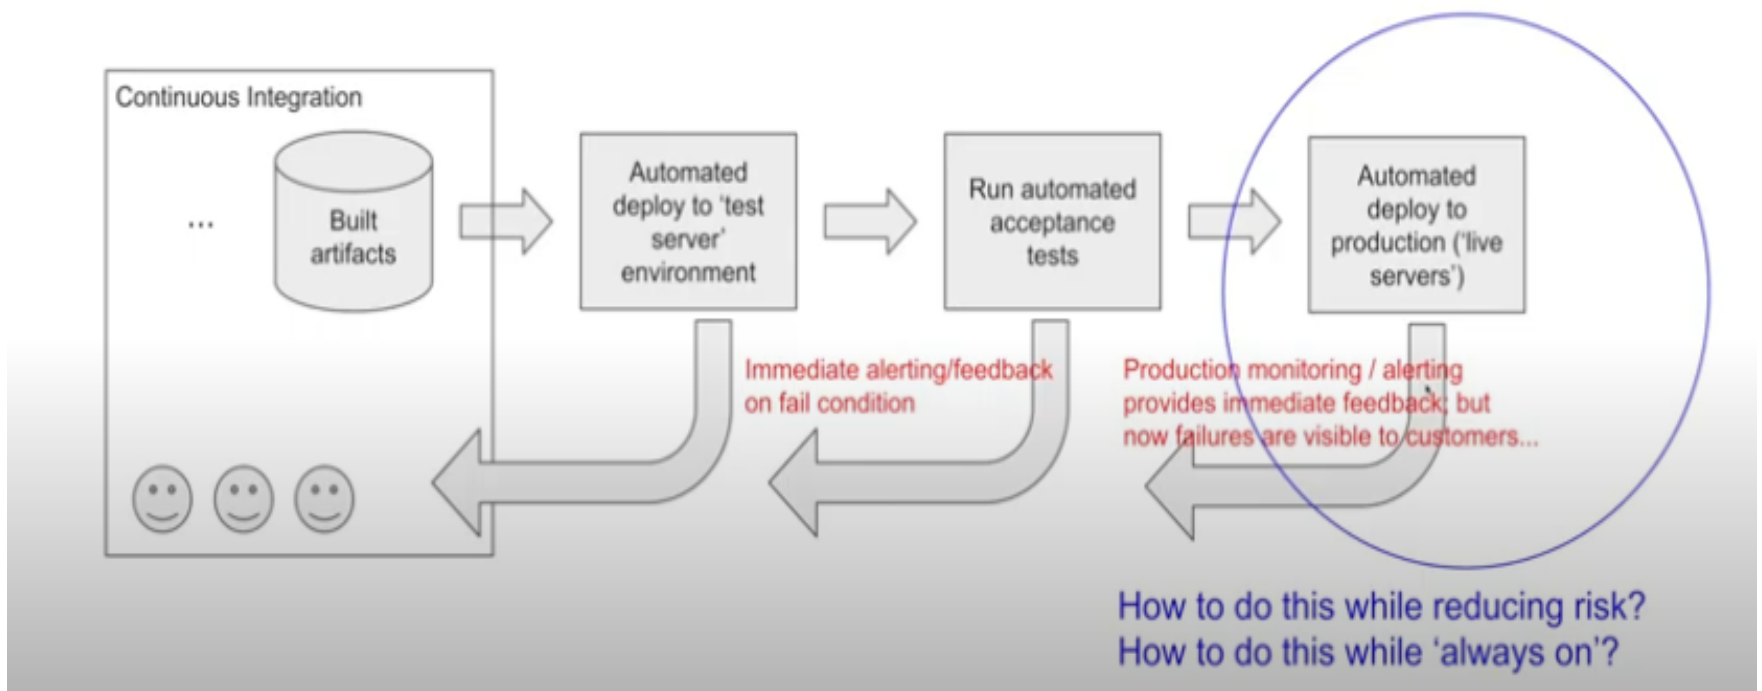 Continuous Integration
...
Built
artifacts
Automated
deploy to ‘test
server’
environment
Run automated
acceptance
tests
Automated
deploy to
production (‘live
servers’)
Immediate alerting/feedback
on fail condition
Production monitoring / alerting
provides immediate feedback; but
now failures are visible to customers...
How to do this while reducing risk?
How to do this while ‘always on’?